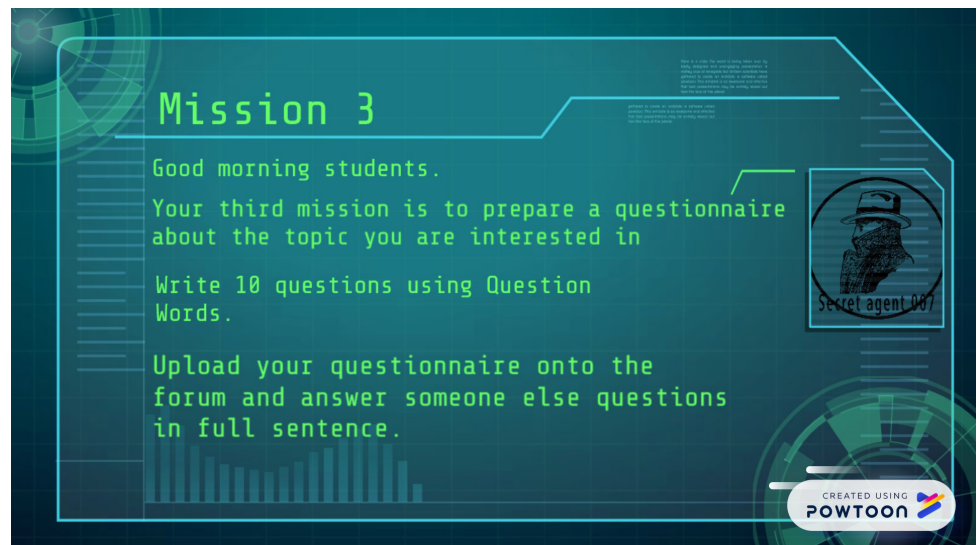 Mission 3
Good morning students.
Your third mission is to prepare a questionnaire
about the topic you are interested in
Write 10 questions using Question
Words.
Upload your questionnaire onto the
forum and answer someone else questions
in full sentence.
Secret agent 007
CREATED USING
POWTOON